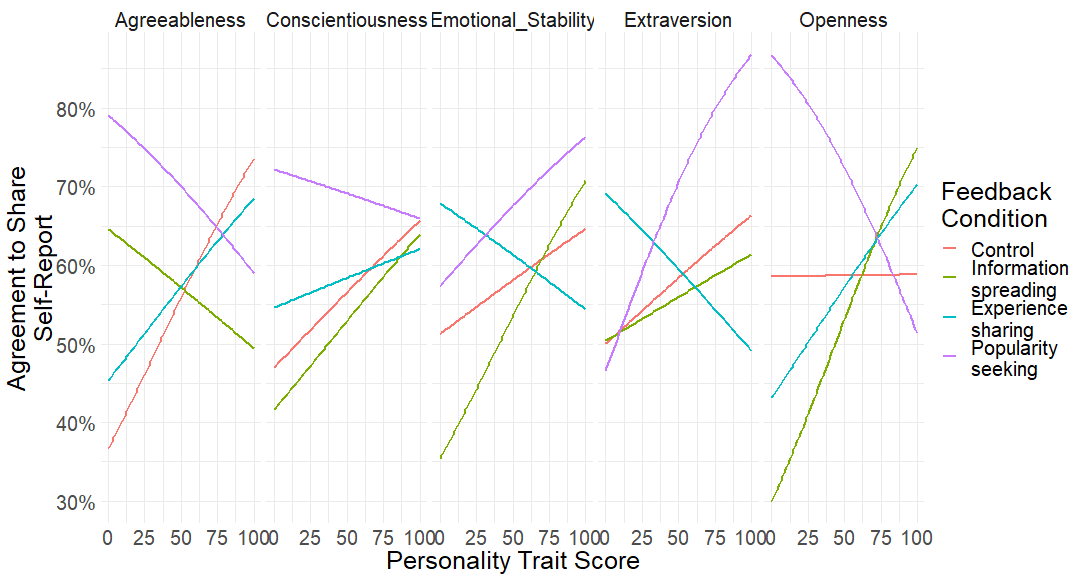 Agreeableness Conscientiousness Emotional_Stability Extraversion Openness
Agreement to Share
Self-Report
80%
70%
60%
50%
40%
30%
0 25 50 75 100 0 25 50 75 100 0 25 50 75 100 0 25 50 75 100 0 25 50 75 100
Personality Trait Score
Feedback
Condition
Control
Information
spreading
Experience
sharing
Popularity
seeking